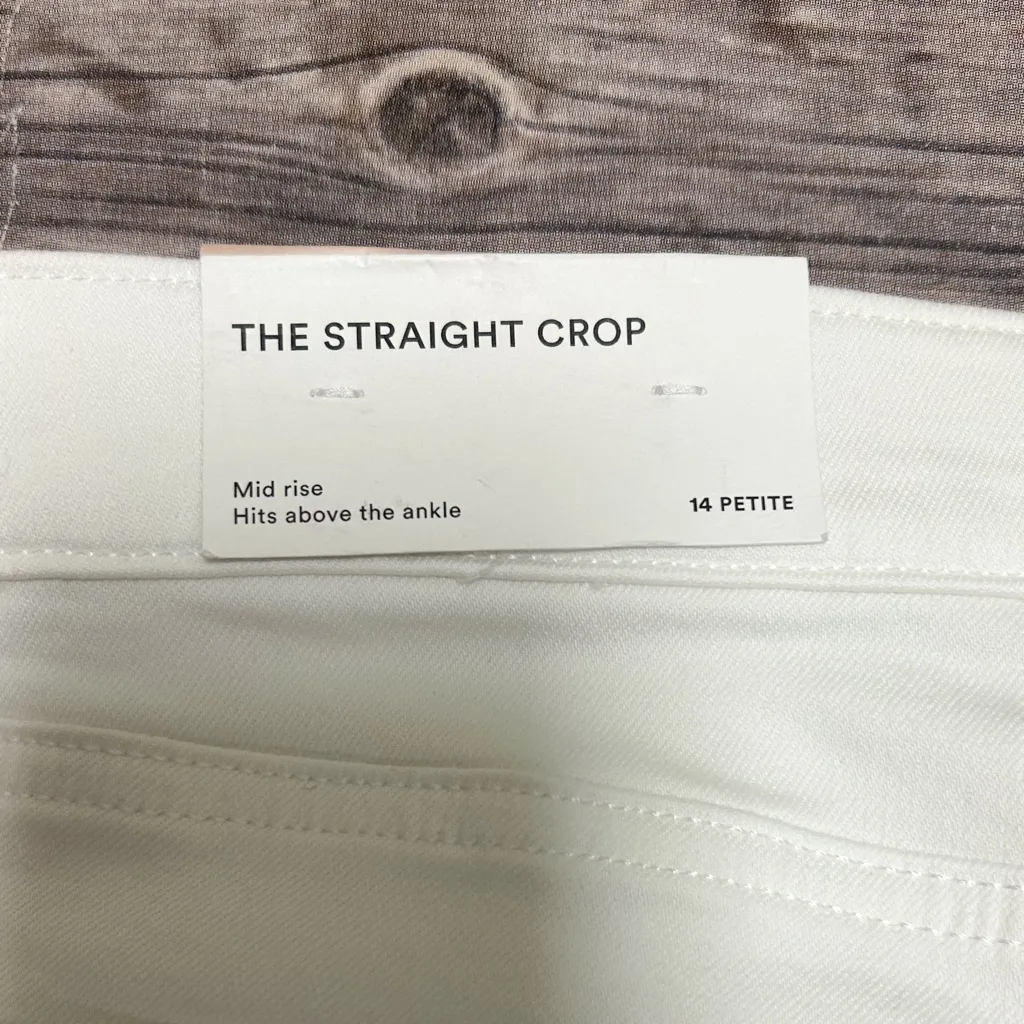 THE STRAIGHT CROP
Mid rise
Hits above the ankle
14 PETITE